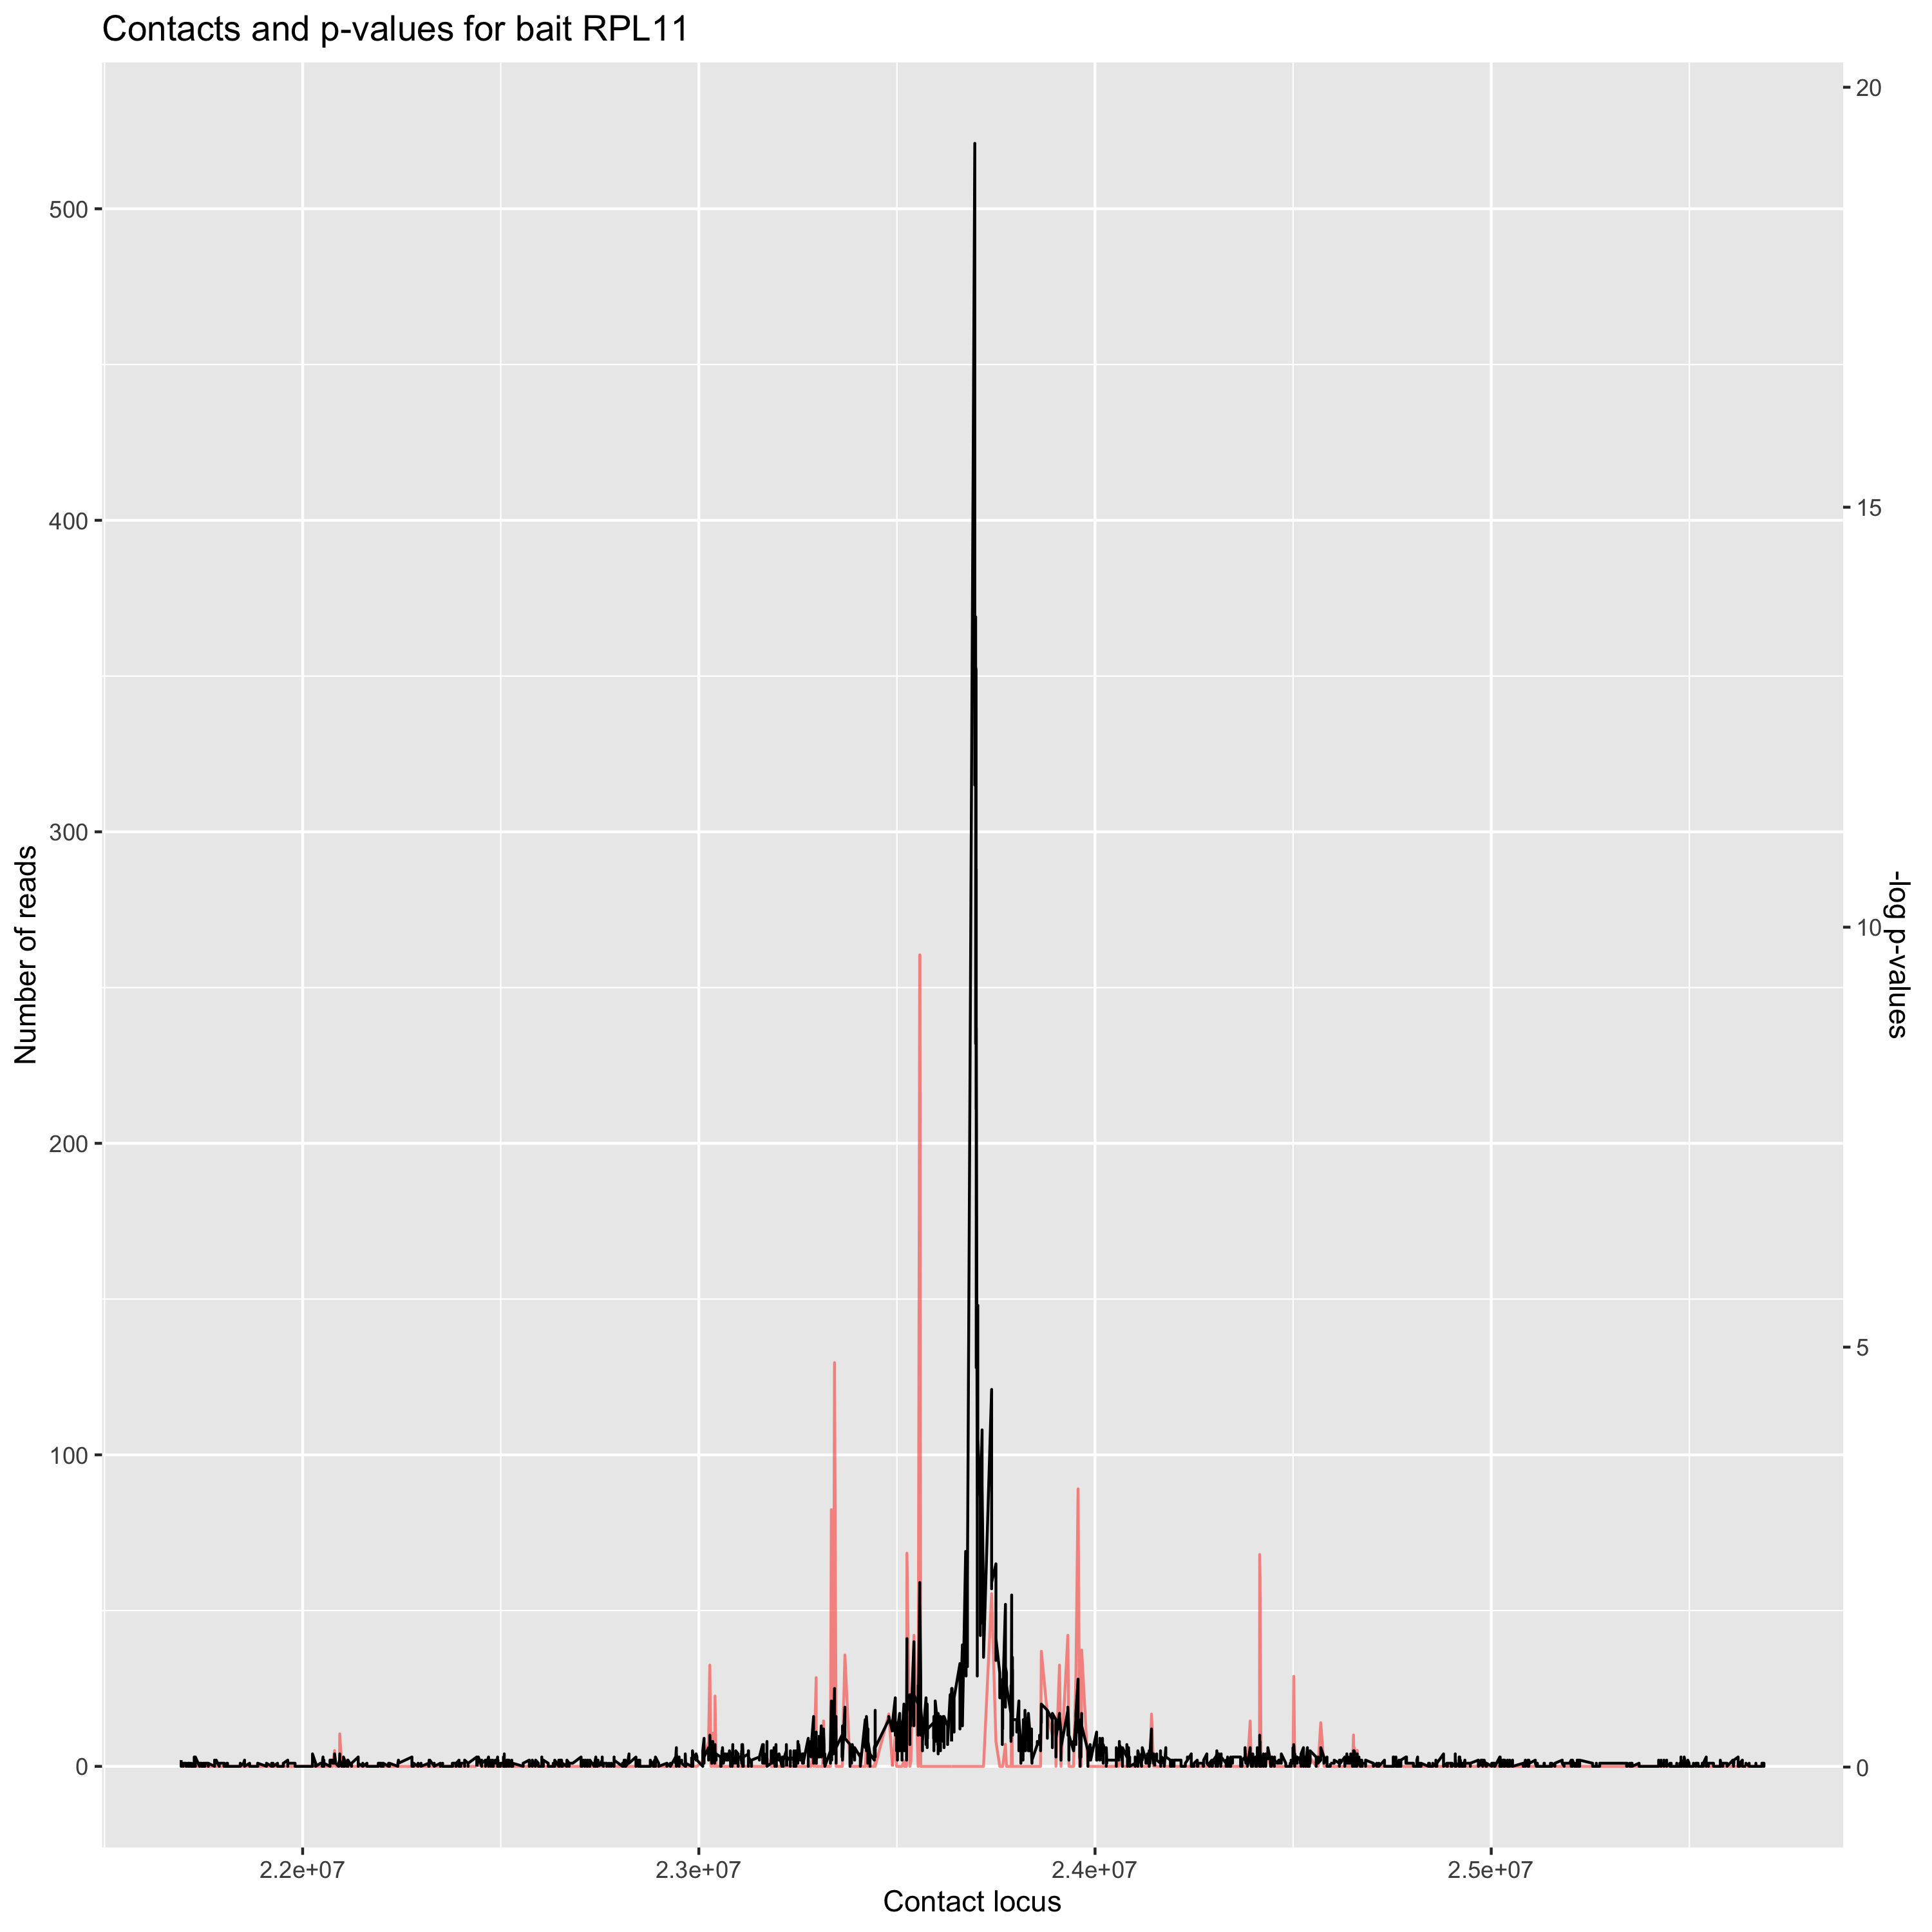 Contacts and p-values for bait RPL11
Number of reads
500
400
300
200
100
0
20
15
10
5
0
-log p-values
2.2e+07
2.3e+07
2.4e+07
2.5e+07
Contact locus